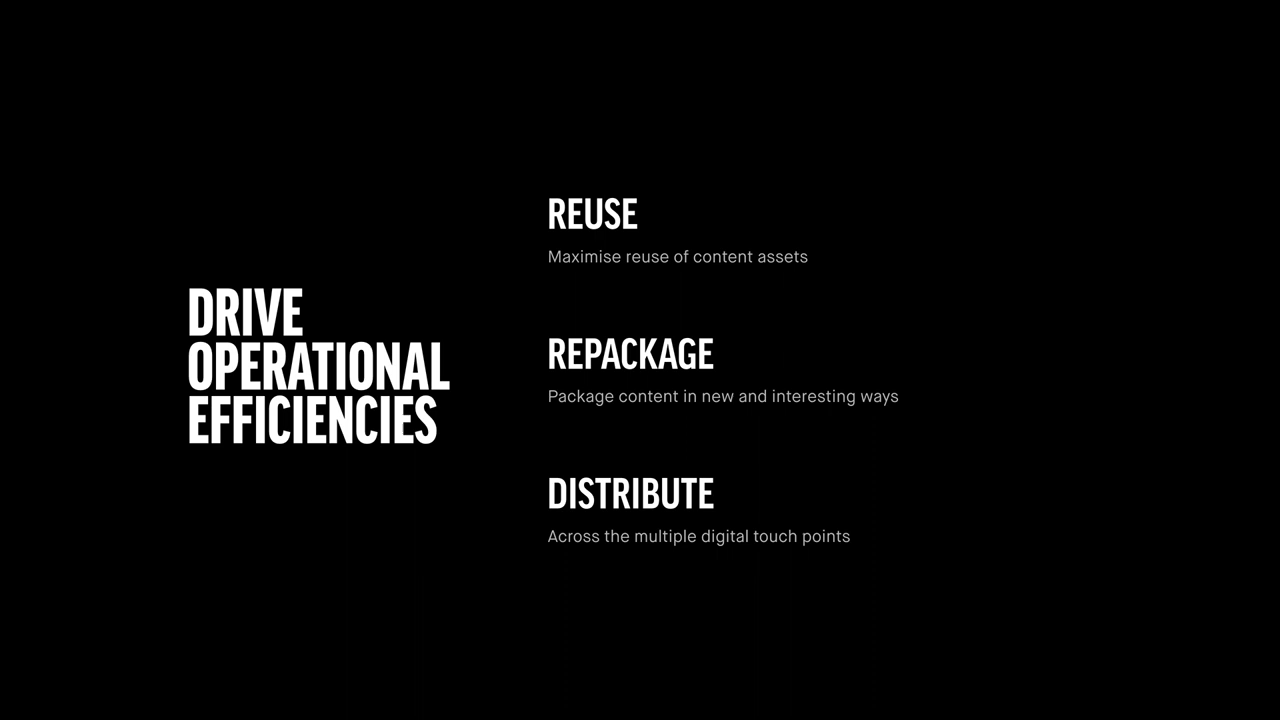 DRIVE
OPERATIONAL
EFFICIENCIES
REUSE
Maximise reuse of content assets
REPACKAGE
Package content in new and interesting ways
DISTRIBUTE
Across the multiple digital touch points